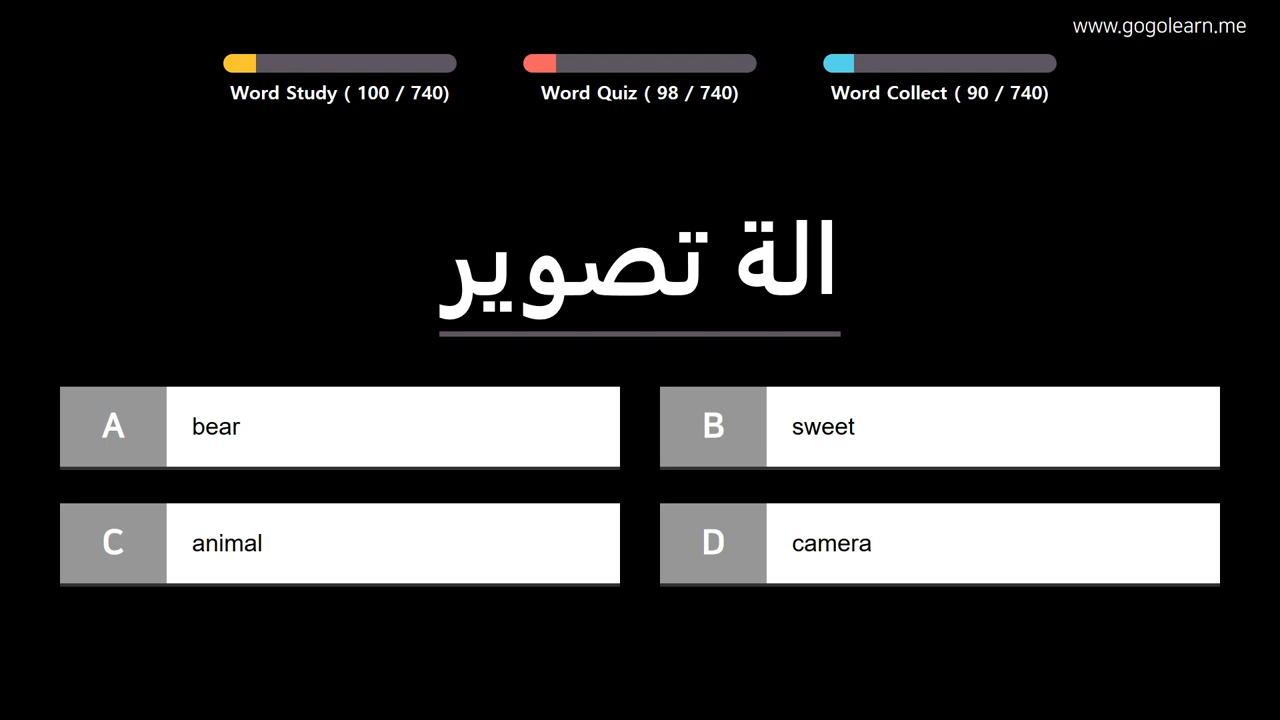 www.gogolearn.me
Word Study ( 100 / 740)
Word Quiz ( 98 / 740)
Word Collect ( 90 / 740)
الة تصوير
A bear
B sweet
C animal
D camera